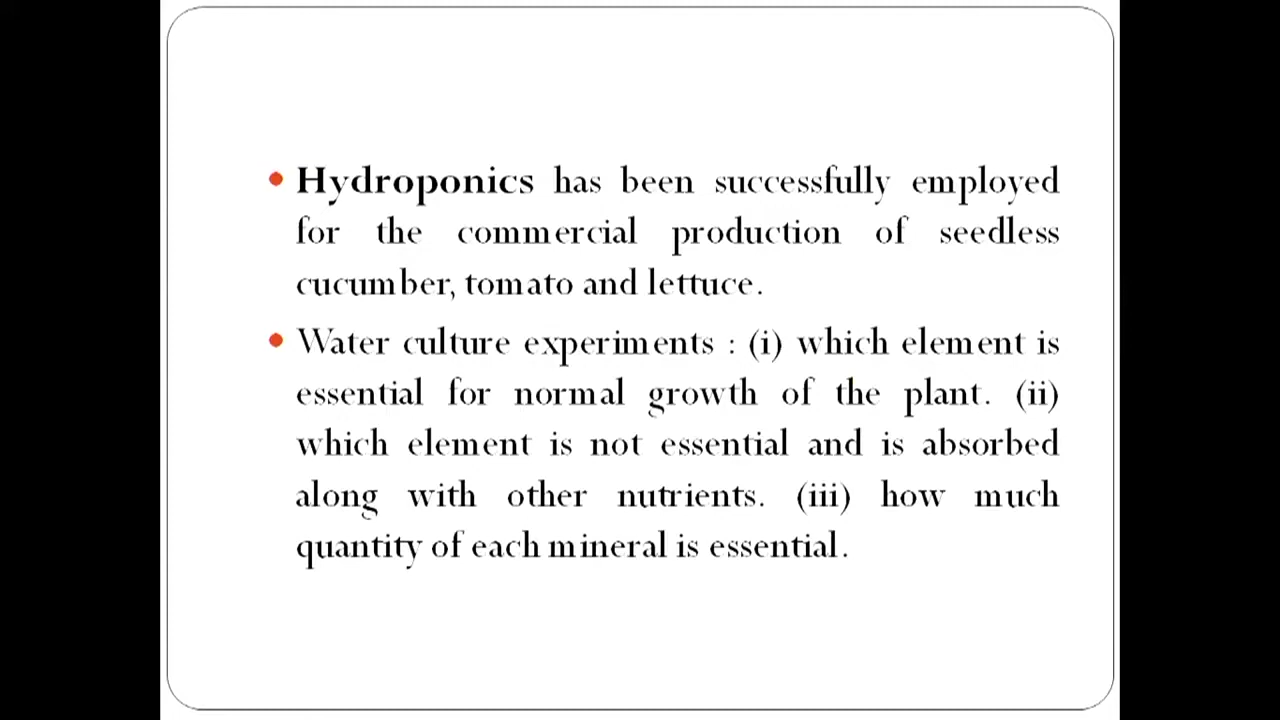 • Hydroponics has been successfully employed
for the commercial production of seedless
cucumber, tomato and lettuce.
• Water culture experiments : (i) which element is
essential for normal growth of the plant. (ii)
which element is not essential and is absorbed
along with other nutrients. (iii) how much
quantity of each mineral is essential.